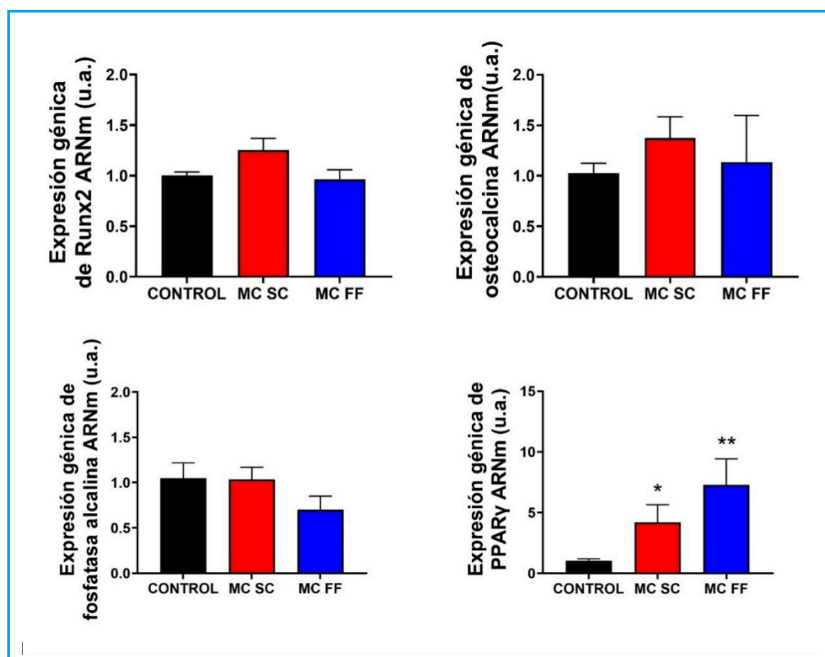 Expresión génica
de Runx2 ARNm (u.a.)
2.0
1.5
1.0
0.5
0.0
CONTROL MC SC MC FF
Expresión génica de
osteocalcina ARNm(u.a.)
2.0
1.5
1.0
0.5
0.0
CONTROL MC SC MC FF
Expresión génica de
fosfatasa alcalina ARNm (u.a.)
2.0
1.5
1.0
0.5
0.0
CONTROL MC SC MC FF
Expresión génica de
PPARγ ARNm (u.a.)
15
10
5
0
*
**
CONTROL MC SC MC FF